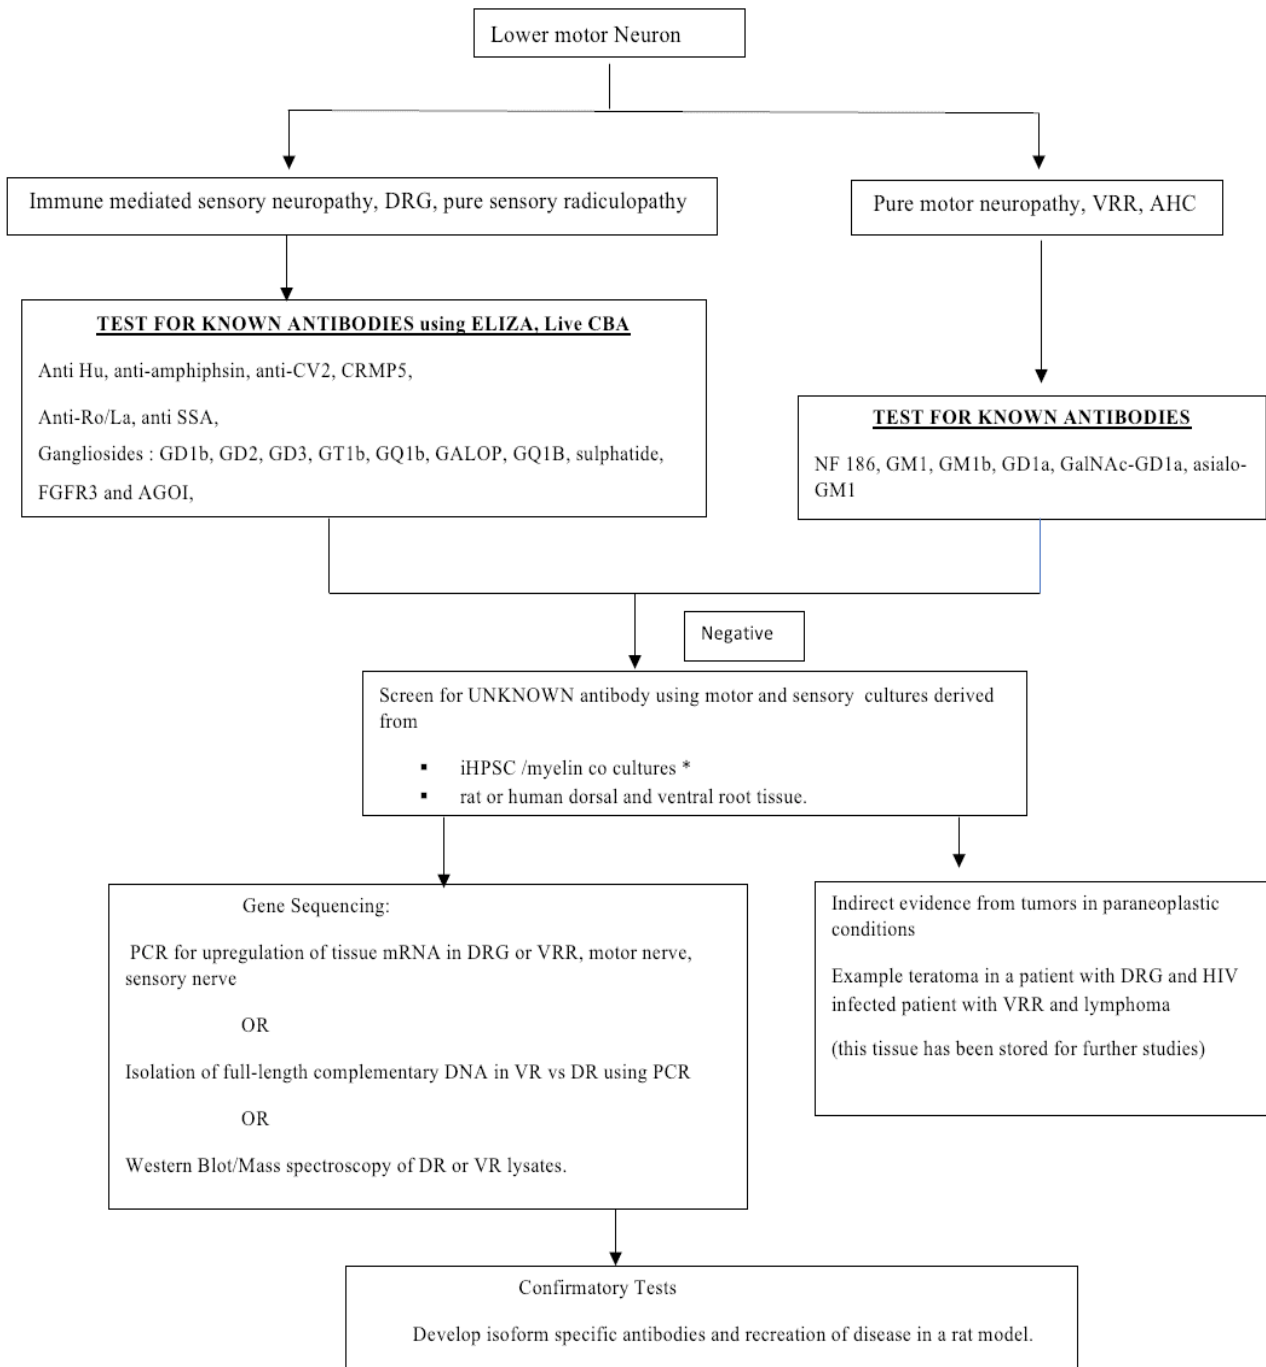 Lower motor Neuron
Immune mediated sensory neuropathy, DRG, pure sensory radiculopathy
Pure motor neuropathy, VRR, AHC
TEST FOR KNOWN ANTIBODIES using ELIZA, Live CBA
Anti Hu, anti-amphiphsin, anti-CV2, CRMP5,
Anti-Ro/La, anti SSA,
Gangliosides : GD1b, GD2, GD3, GT1b, GQ1b, GALOP, GQ1B, sulphatide,
FGFR3 and AGOI,
TEST FOR KNOWN ANTIBODIES
NF 186, GM1, GM1b, GD1a, GalNAc-GD1a, asialo-
GM1
Negative
Screen for UNKNOWN antibody using motor and sensory cultures derived
from
▪ iHPSC /myelin co cultures *
▪ rat or human dorsal and ventral root tissue.
Gene Sequencing:
PCR for upregulation of tissue mRNA in DRG or VRR, motor nerve,
sensory nerve
OR
Isolation of full-length complementary DNA in VR vs DR using PCR
OR
Western Blot/Mass spectroscopy of DR or VR lysates.
Indirect evidence from tumors in paraneoplastic
conditions
Example teratoma in a patient with DRG and HIV
infected patient with VRR and lymphoma
(this tissue has been stored for further studies)
Confirmatory Tests
Develop isoform specific antibodies and recreation of disease in a rat model.